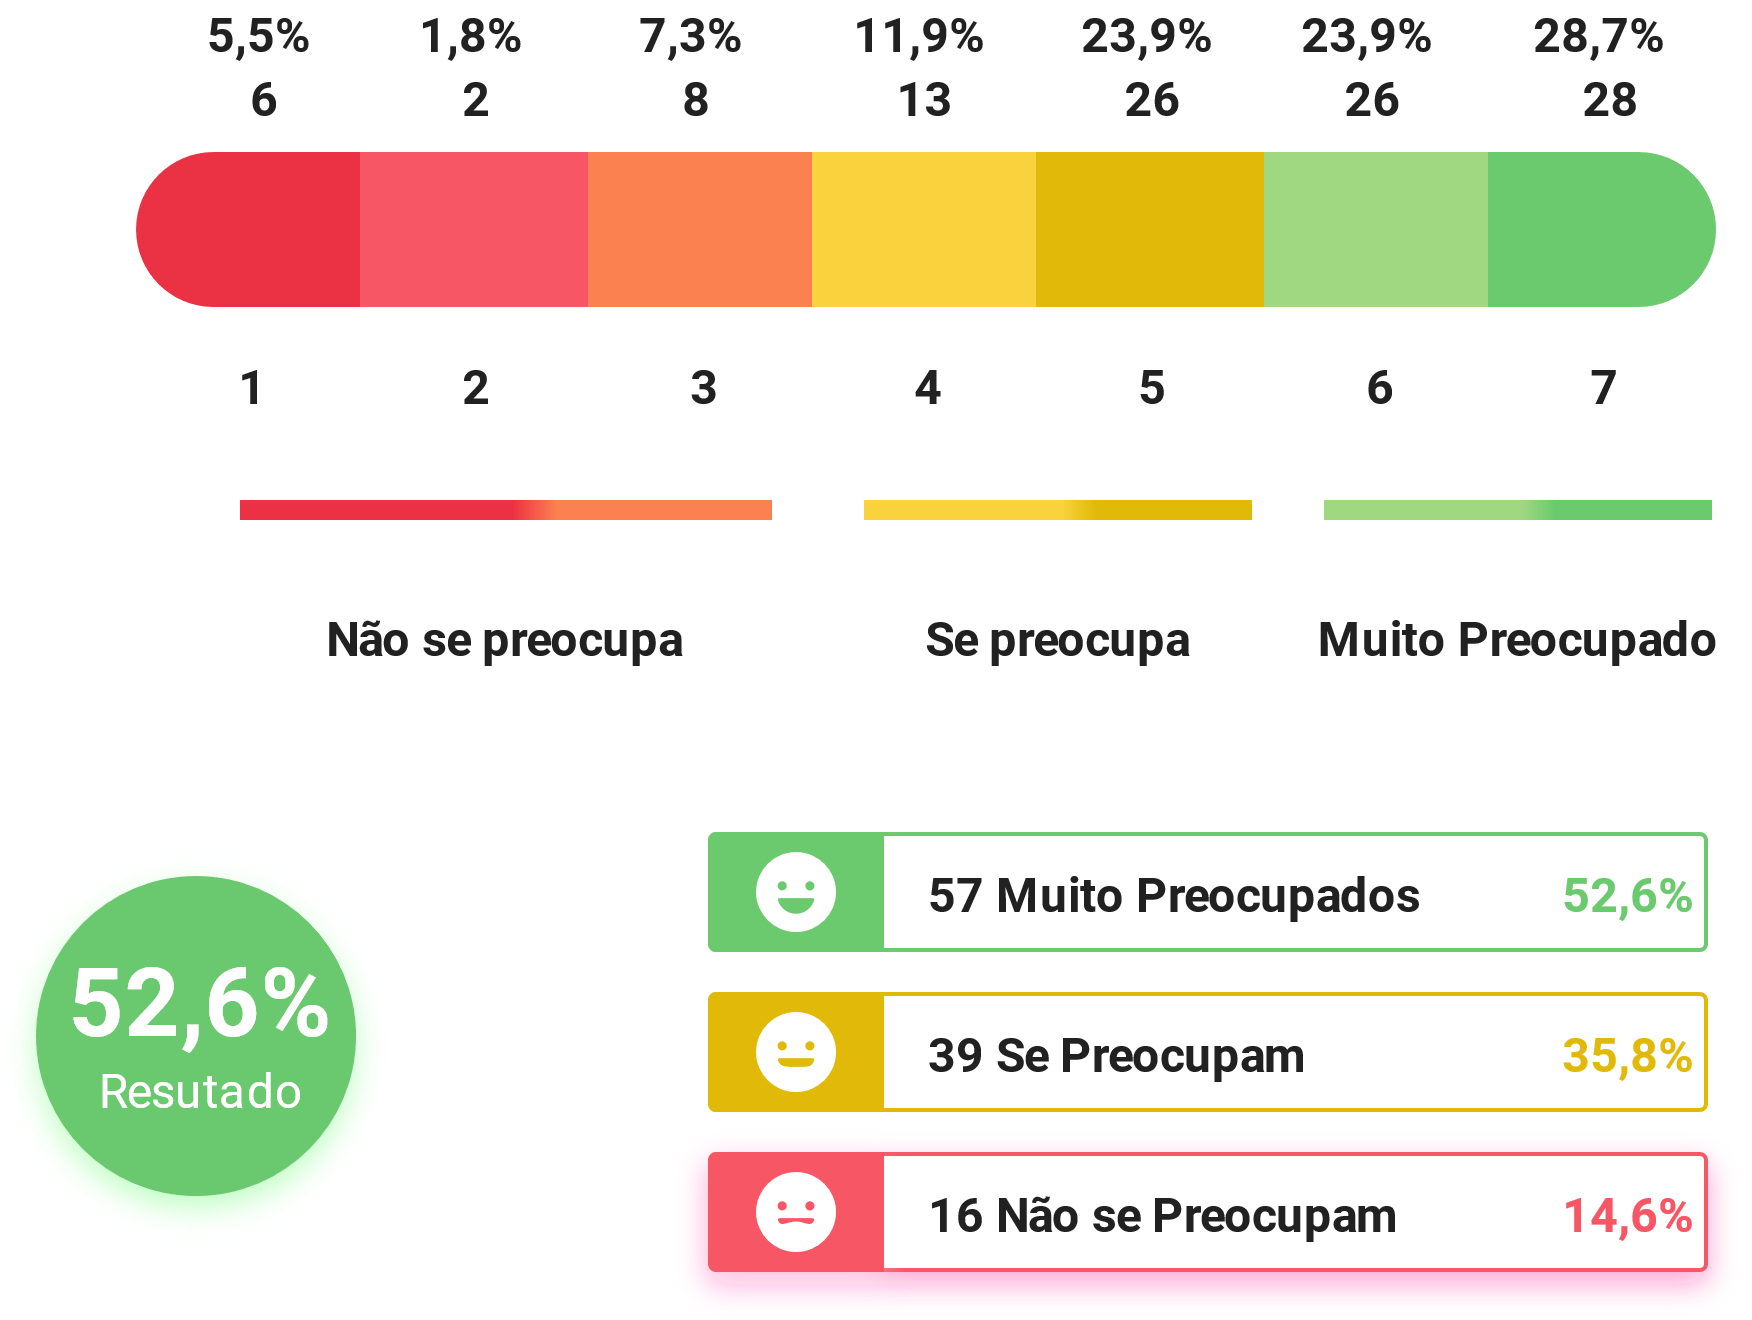 5,5% 1,8% 7,3% 11,9% 23,9% 23,9% 28,7%
6 2 8 13 26 26 28
1 2 3 4 5 6 7
Não se preocupa Se preocupa Muito Preocupado
57 Muito Preocupados 52,6%
52,6%
Resutado
39 Se Preocupam 35,8%
16 Não se Preocupam 14,6%